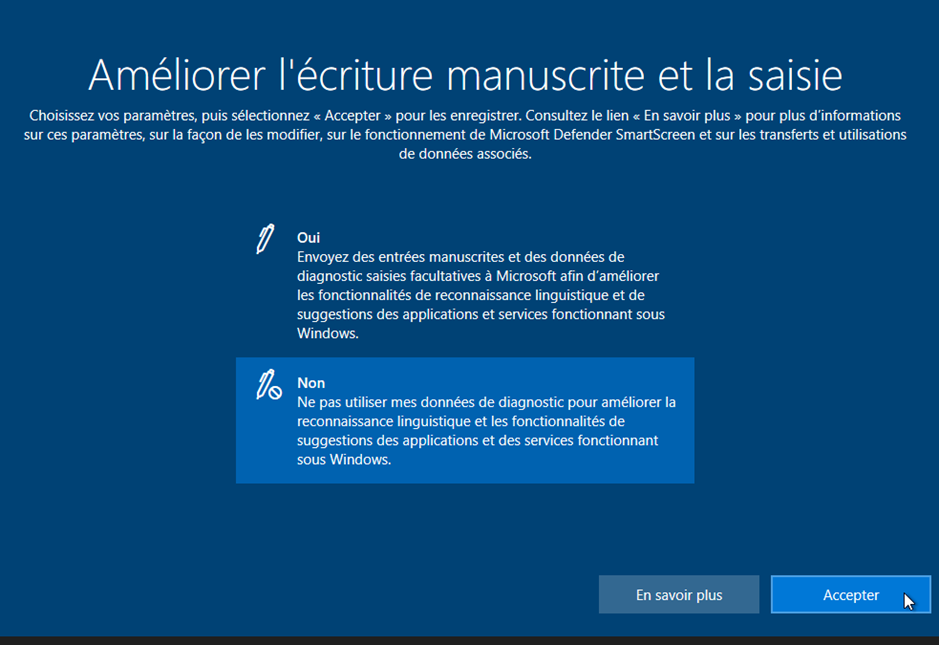 Améliorer l'écriture manuscrite et la saisie
Choisissez vos paramètres, puis sélectionnez « Accepter » pour les enregistrer. Consultez le lien « En savoir plus » pour plus d’informations
sur ces paramètres, sur la façon de les modifier, sur le fonctionnement de Microsoft Defender SmartScreen et sur les transferts et utilisations
de données associés.
Oui
Envoyez des entrées manuscrites et des données de
diagnostic saisies facultatives à Microsoft afin d’améliorer
les fonctionnalités de reconnaissance linguistique et de
suggestions des applications et services fonctionnant sous
Windows.
Non
Ne pas utiliser mes données de diagnostic pour améliorer la
reconnaissance linguistique et les fonctionnalités de
suggestions des applications et des services fonctionnant
sous Windows.
En savoir plus
Accepter